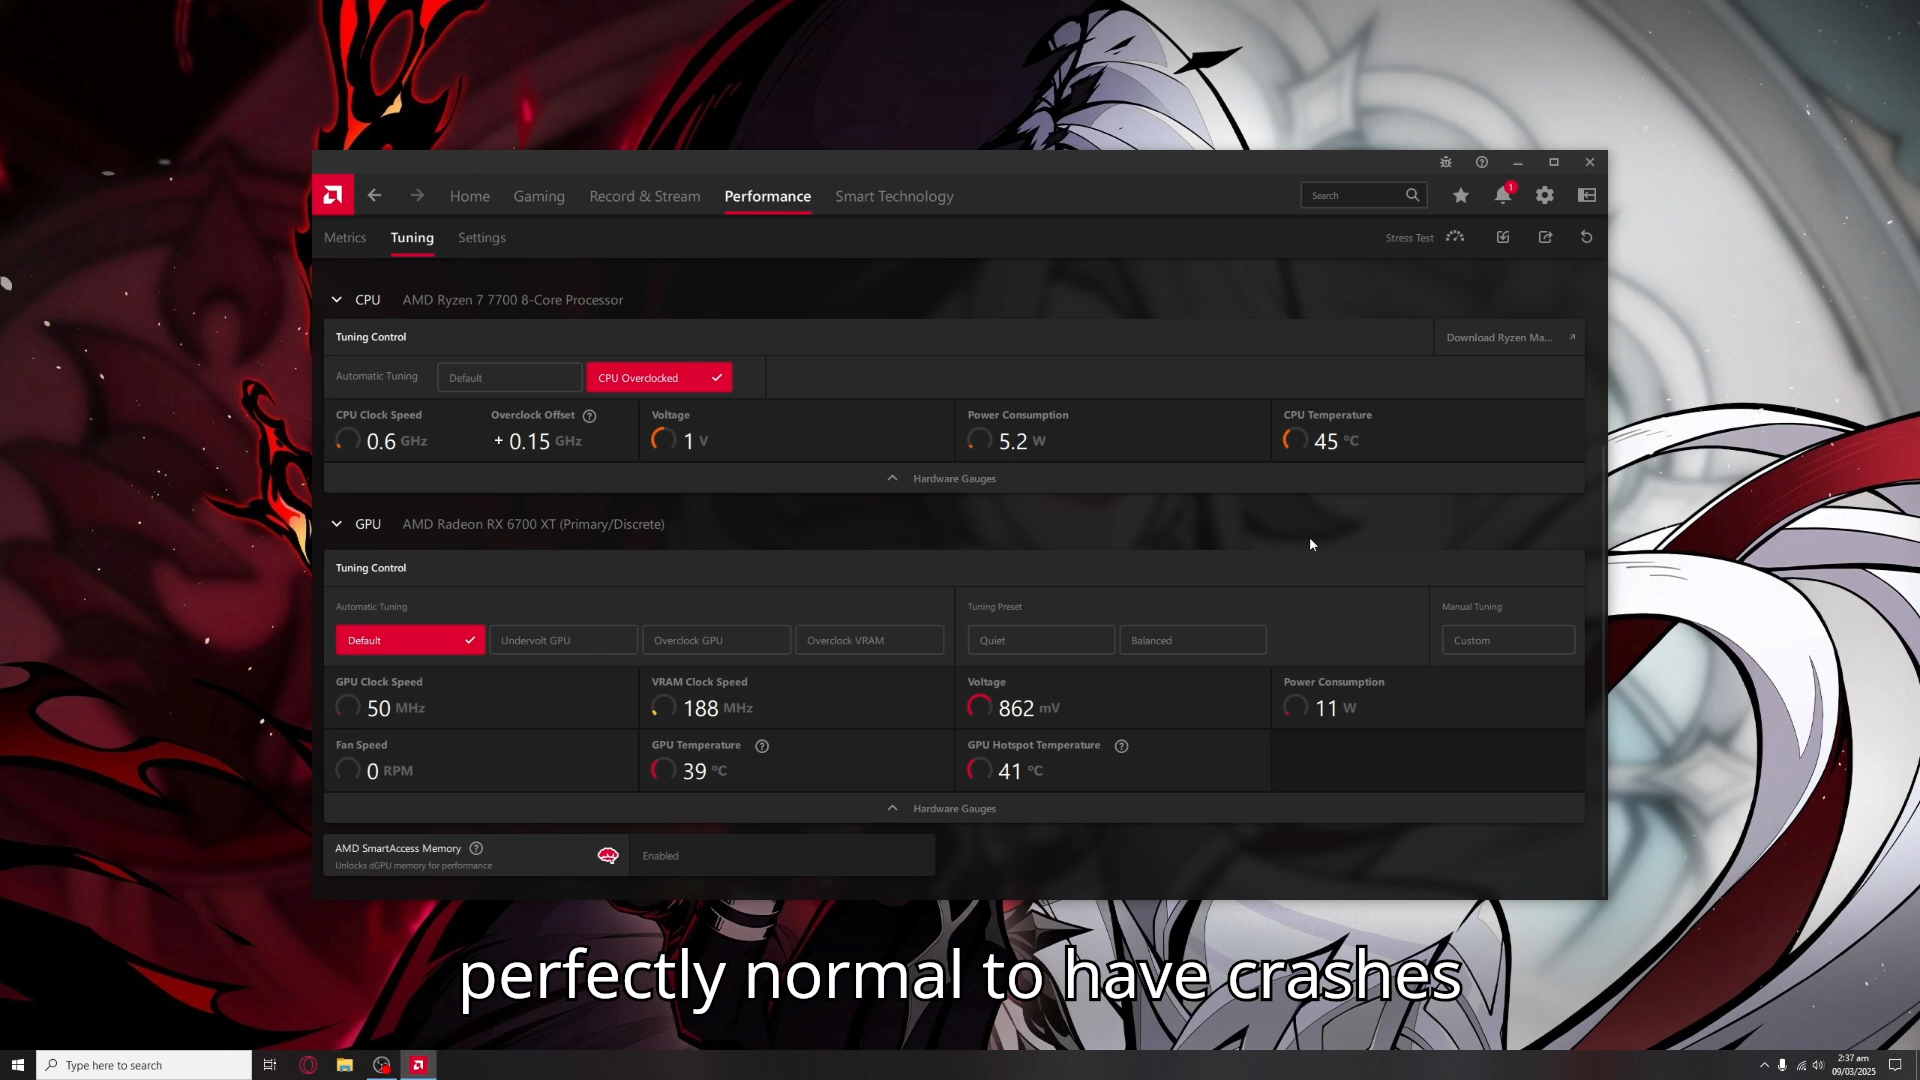 Home
Gaming
Record & Stream
Performance
Smart Technology
Search
1
Metrics
Tuning
Settings
Stress Test
CPU
AMD Ryzen 7 7700 8-Core Processor
Tuning Control
Download Ryzen Ma...
Automatic Tuning
Default
CPU Overclocked
CPU Clock Speed
0.6 GHz
Overclock Offset
+ 0.15 GHz
Voltage
1 V
Power Consumption
5.2 W
CPU Temperature
45 °C
Hardware Gauges
GPU
AMD Radeon RX 6700 XT (Primary/Discrete)
Tuning Control
Automatic Tuning
Default
Undervolt GPU
Overclock GPU
Overclock VRAM
Tuning Preset
Quiet
Balanced
Manual Tuning
Custom
GPU Clock Speed
50 MHz
VRAM Clock Speed
188 MHz
Voltage
862 mV
Power Consumption
11 W
Fan Speed
0 RPM
GPU Temperature
39 °C
GPU Hotspot Temperature
41 °C
Hardware Gauges
AMD SmartAccess Memory
Unlocks dGPU memory for performance
Enabled
perfectly normal to have crashes
Type here to search
2:37 am
09/03/2025